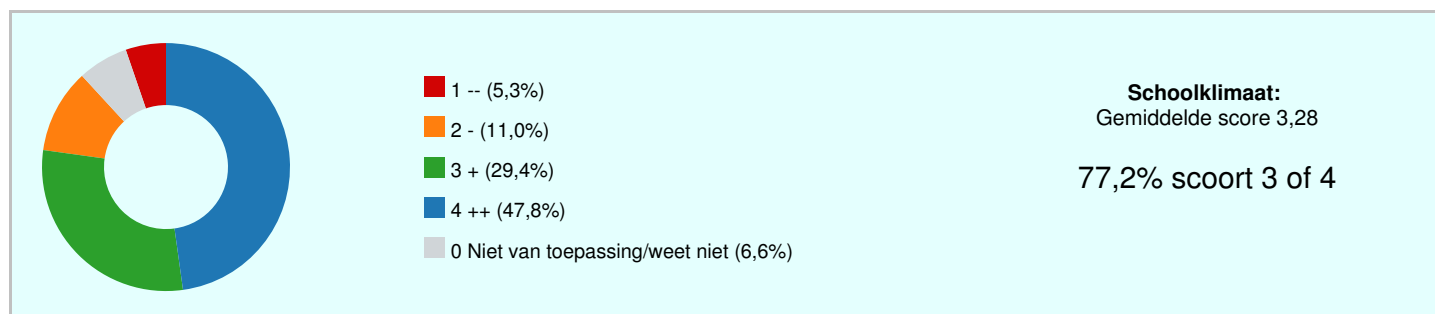 1 -- (5,3%)
2 - (11,0%)
3 + (29,4%)
4 ++ (47,8%)
0 Niet van toepassing/weet niet (6,6%)
Schoolklimaat:
Gemiddelde score 3,28
77,2% scoort 3 of 4